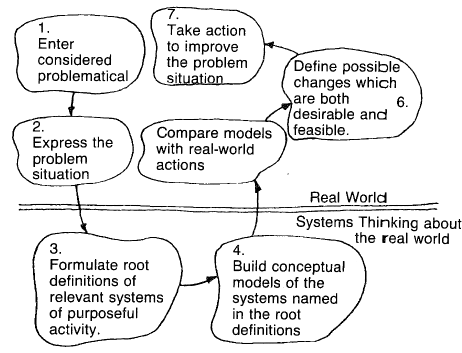 1.
Enter
considered
problematical
2.
Express the
problem
situation
3.
Formulate root
definitions of
relevant systems
of purposeful
activity.
4.
Build conceptual
models of the
systems named
in the root
definitions
Compare models
with real-world
actions
Define possible
changes which
are both
desirable and
feasible.
6.
7.
Take action
to improve the
problem
situation
Real World
Systems Thinking about
the real world